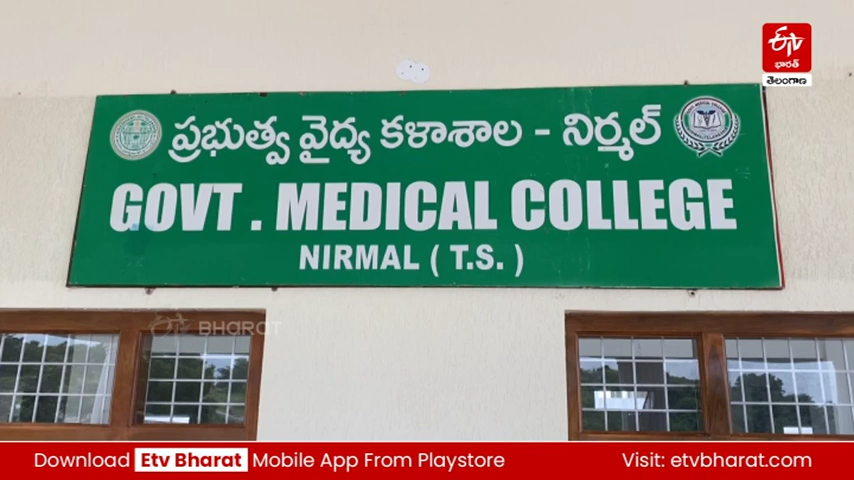 ETV
భారత్
తెలంగాణ
ప్రభుత్వ వైద్య కళాశాల - నిర్మల్
GOVT . MEDICAL COLLEGE
NIRMAL ( T.S. )
ETV BHARAT
Download Etv Bharat Mobile App From Playstore
Visit: etvbharat.com